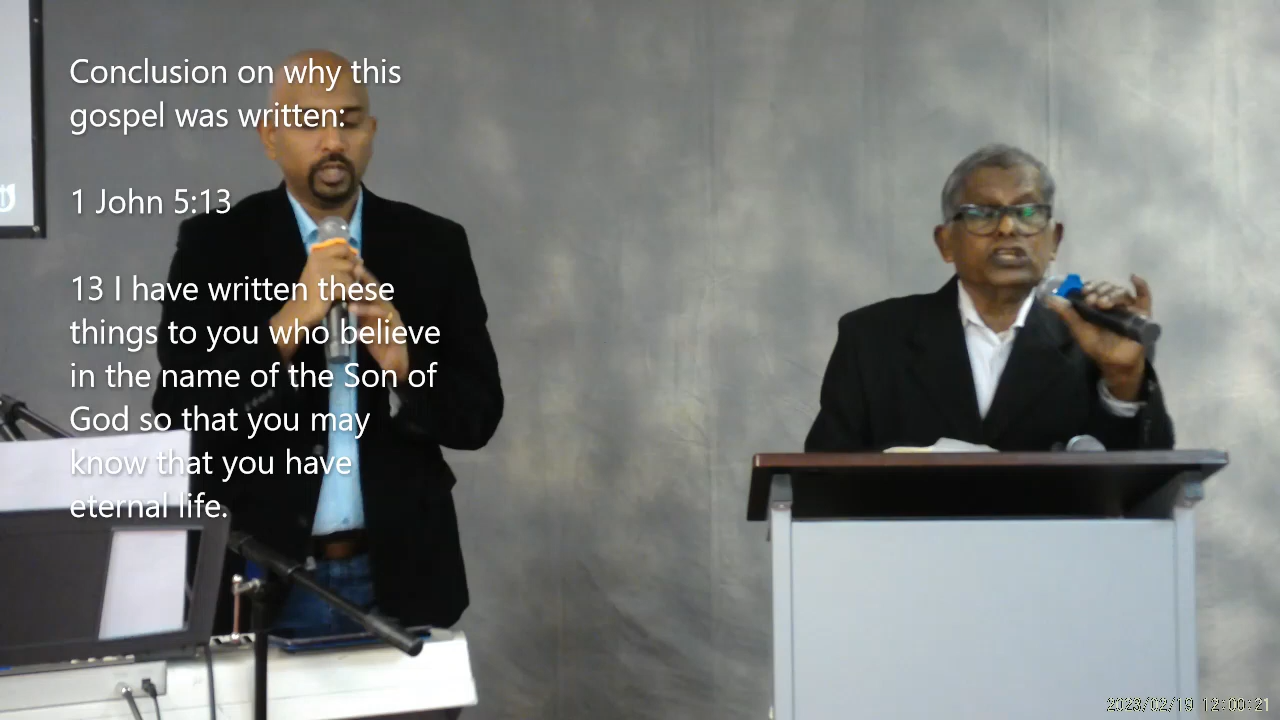 Conclusion on why this
gospel was written:
1 John 5:13
13 I have written these
things to you who believe
in the name of the Son of
God so that you may
know that you have
eternal life.
2023/02/19 12:00:21